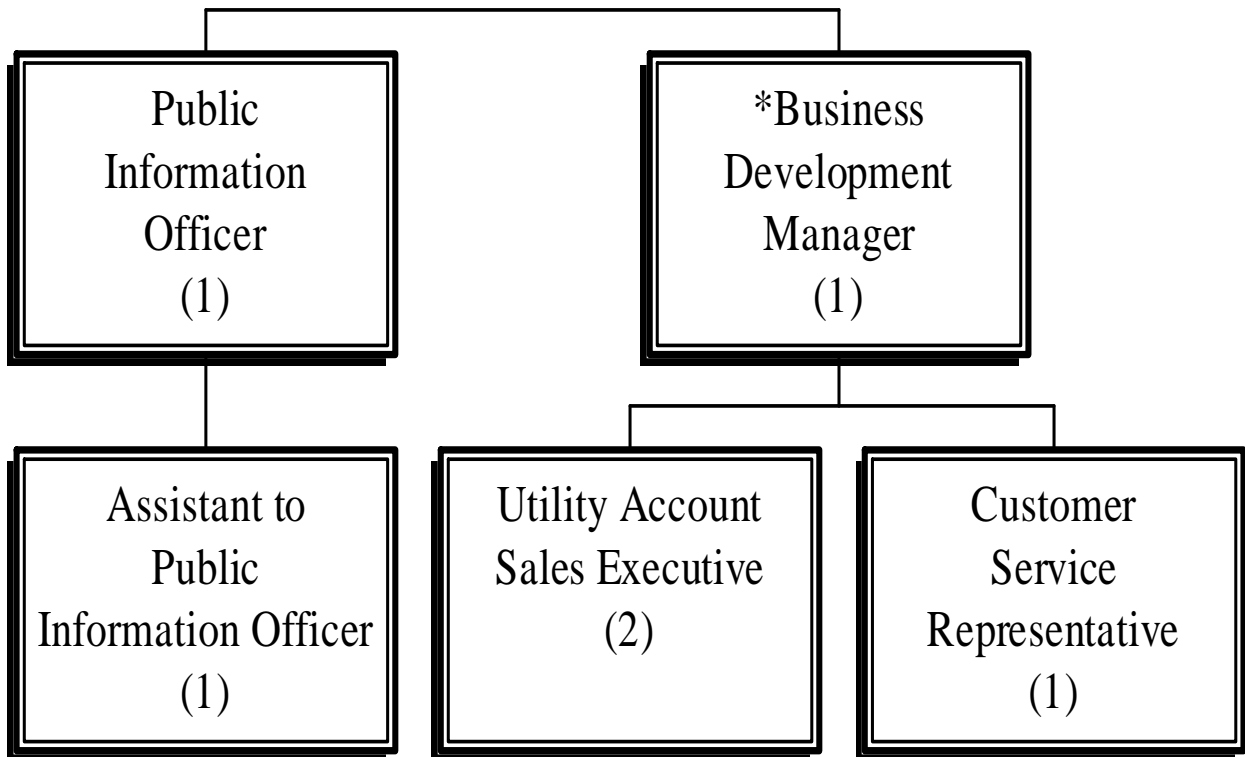 Public
Information
Officer
(1)
*Business
Development
Manager
(1)
Assistant to
Public
Information Officer
(1)
Utility Account
Sales Executive
(2)
Customer
Service
Representative
(1)